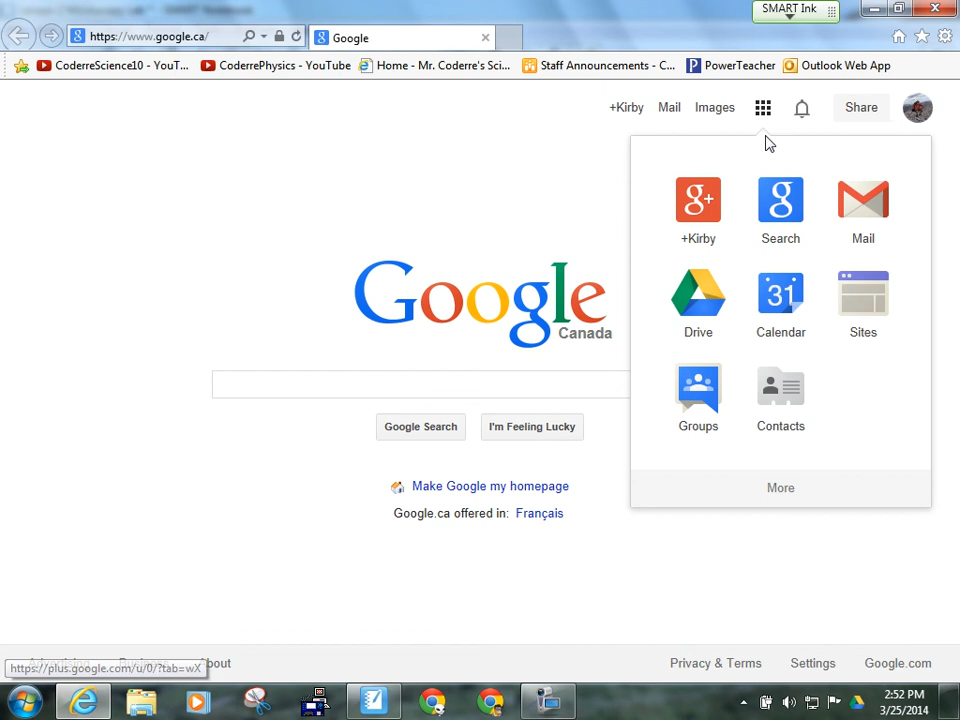 SMART Ink
https://www.google.ca/
Google
CoderreScience10 - YouT...
CoderrePhysics - YouTube
Home - Mr. Coderre's Sci...
Staff Announcements - C...
PowerTeacher
Outlook Web App
+Kirby Mail Images Share
g+ g
+Kirby Search Mail
31
Drive Calendar Sites
Groups Contacts
More
Google
Canada
Google Search I'm Feeling Lucky
Make Google my homepage
Google.ca offered in: Français
https://plus.google.com/u/0/?tab=wX
Privacy & Terms Settings Google.com
2:52 PM
3/25/2014